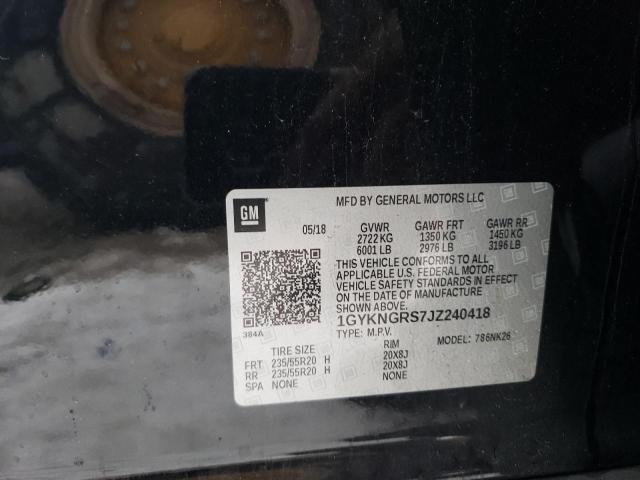 GM
MFD BY GENERAL MOTORS LLC
05/18 GVWR GAWR FRT GAWR RR
2722 KG 1350 KG 1450 KG
6001 LB 2976 LB 3196 LB
THIS VEHICLE CONFORMS TO ALL
APPLICABLE U.S. FEDERAL MOTOR
VEHICLE SAFETY STANDARDS IN EFFECT
ON THE DATE OF MANUFACTURE
SHOWN ABOVE.
1GYKNGRS7JZ240418
384A
TYPE: M.P.V. MODEL: 786NK26
TIRE SIZE RIM
FRT 235/55R20 H 20X8J
RR 235/55R20 H 20X8J
SPA NONE NONE